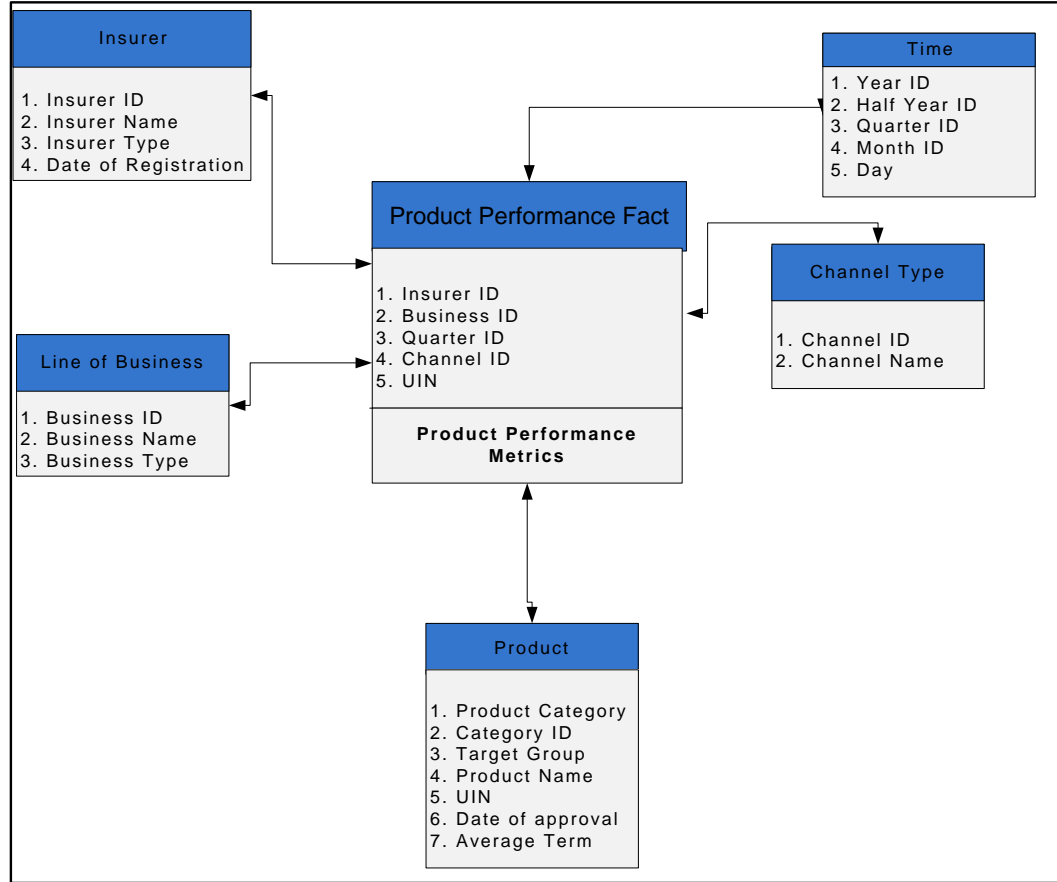 Insurer
1. Insurer ID
2. Insurer Name
3. Insurer Type
4. Date of Registration
Time
1. Year ID
2. Half Year ID
3. Quarter ID
4. Month ID
5. Day
Product Performance Fact
1. Insurer ID
2. Business ID
3. Quarter ID
4. Channel ID
5. UIN
Product Performance
Metrics
Channel Type
1. Channel ID
2. Channel Name
Line of Business
1. Business ID
2. Business Name
3. Business Type
Product
1. Product Category
2. Category ID
3. Target Group
4. Product Name
5. UIN
6. Date of approval
7. Average Term